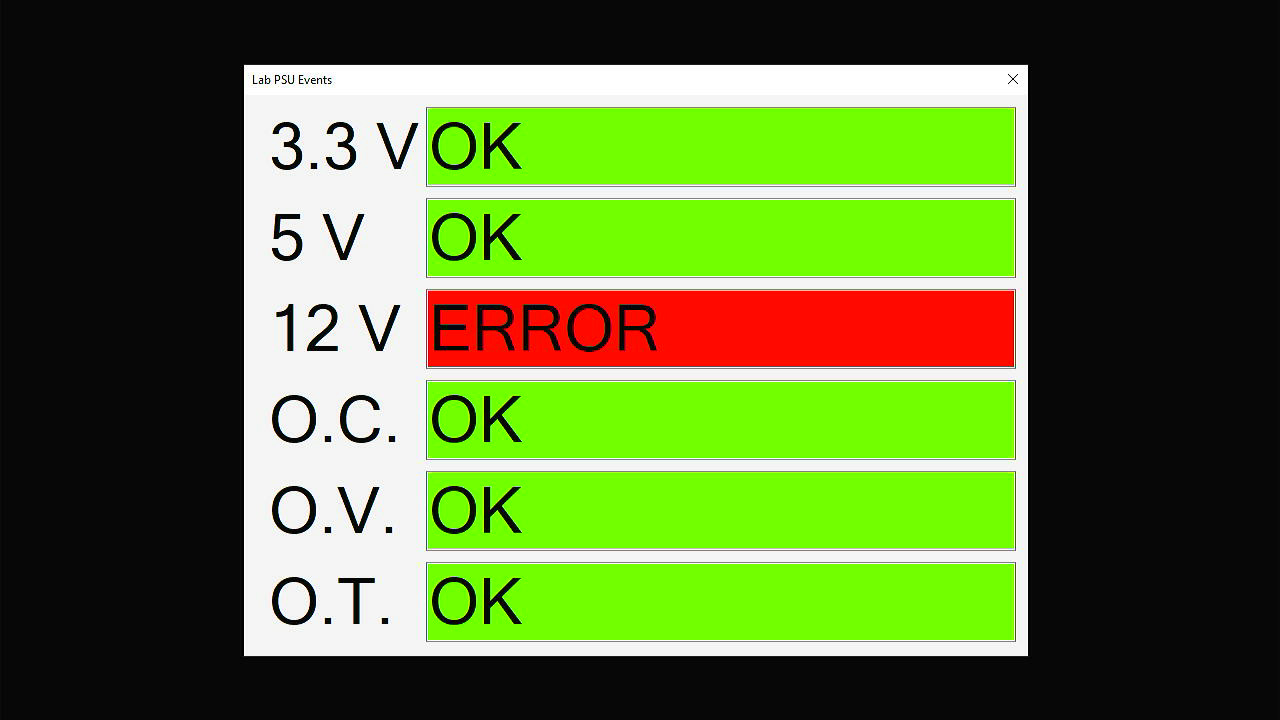 Lab PSU Events
3.3 V OK
5 V OK
12 V ERROR
O.C. OK
O.V. OK
O.T. OK